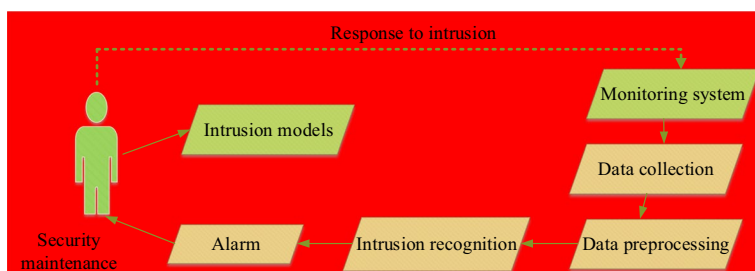 Response to intrusion
Monitoring system
Intrusion models
Data collection
Security
maintenance
Alarm
Intrusion recognition
Data preprocessing